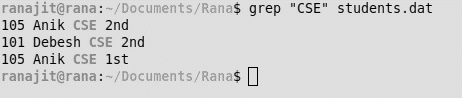 ranajit@rana:~/Documents/Rana$ grep "CSE" students.dat
105 Anik CSE 2nd
101 Debesh CSE 2nd
105 Anik CSE 1st
ranajit@rana:~/Documents/Rana$